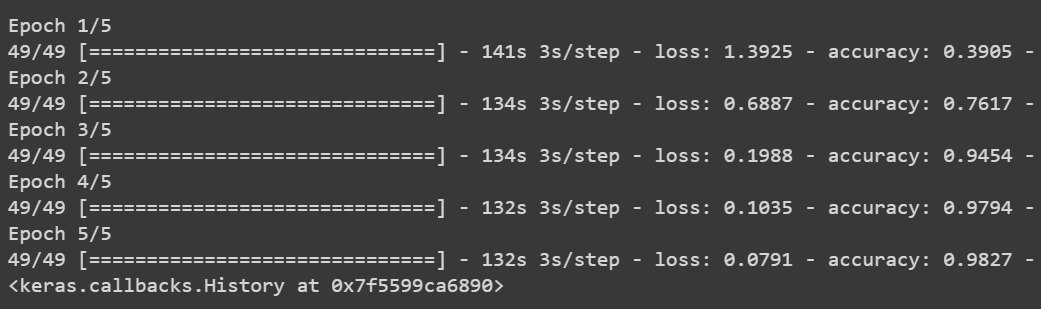 Epoch 1/5
49/49 [==============================] - 141s 3s/step - loss: 1.3925 - accuracy: 0.3905 -
Epoch 2/5
49/49 [==============================] - 134s 3s/step - loss: 0.6887 - accuracy: 0.7617 -
Epoch 3/5
49/49 [==============================] - 134s 3s/step - loss: 0.1988 - accuracy: 0.9454 -
Epoch 4/5
49/49 [==============================] - 132s 3s/step - loss: 0.1035 - accuracy: 0.9794 -
Epoch 5/5
49/49 [==============================] - 132s 3s/step - loss: 0.0791 - accuracy: 0.9827 -
<keras.callbacks.History at 0x7f5599ca6890>